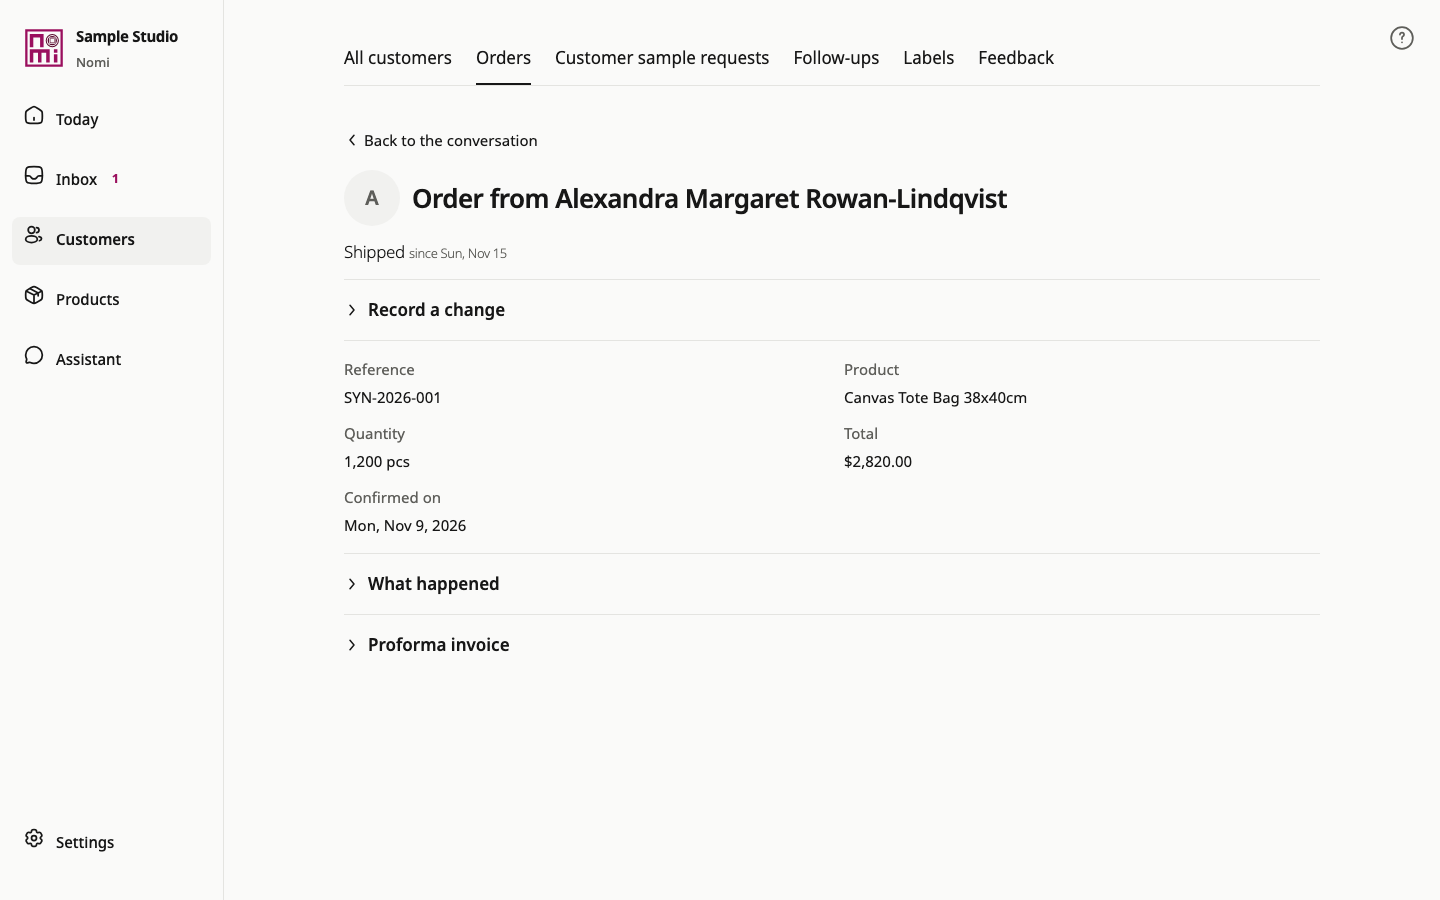 Sample Studio
Nomi
Today
Inbox 1
Customers
Products
Assistant
Settings
All customers Orders Customer sample requests Follow-ups Labels Feedback
?
Back to the conversation
A
Order from Alexandra Margaret Rowan-Lindqvist
Shipped since Sun, Nov 15
Record a change
Reference Product
SYN-2026-001 Canvas Tote Bag 38x40cm
Quantity Total
1,200 pcs $2,820.00
Confirmed on
Mon, Nov 9, 2026
What happened
Proforma invoice